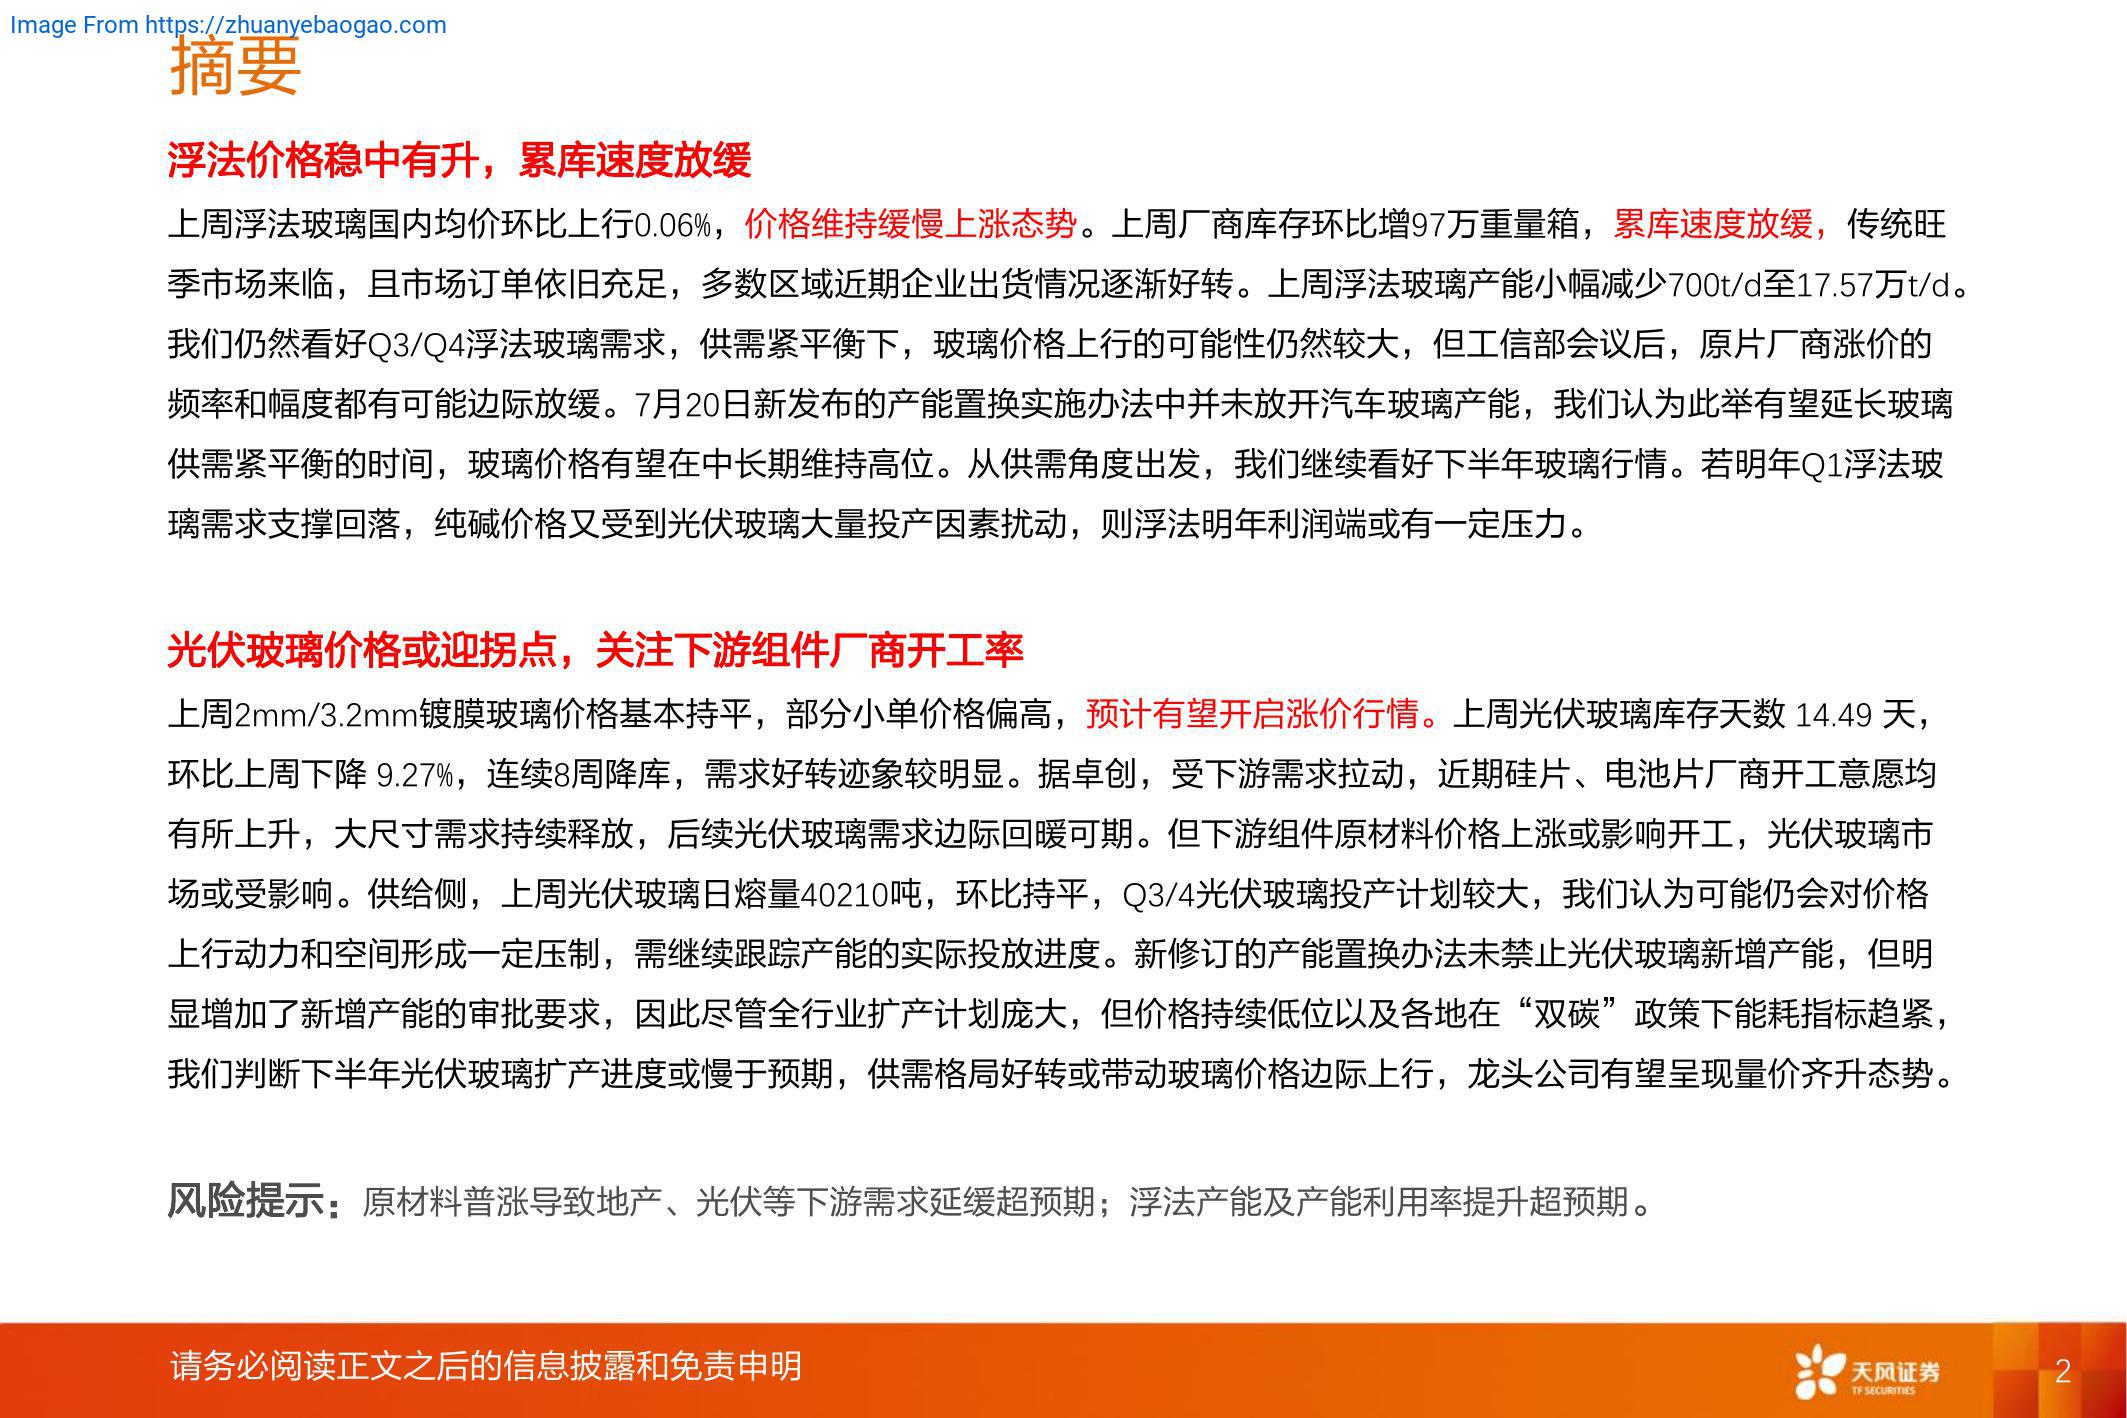 Image From https://zhuanyebaogao.com
摘要
浮法价格稳中有升，累库速度放缓
上周浮法玻璃国内均价环比上行0.06%，价格维持缓慢上涨态势。上周厂商库存环比增97万重量箱，累库速度放缓，传统旺
季市场来临，且市场订单依旧充足，多数区域近期企业出货情况逐渐好转。上周浮法玻璃产能小幅减少700t/d至17.57万t/d。
我们仍然看好Q3/Q4浮法玻璃需求，供需紧平衡下，玻璃价格上行的可能性仍然较大，但工信部会议后，原片厂商涨价的
频率和幅度都有可能边际放缓。7月20日新发布的产能置换实施办法中并未放开汽车玻璃产能，我们认为此举有望延长玻璃
供需紧平衡的时间，玻璃价格有望在中长期维持高位。从供需角度出发，我们继续看好下半年玻璃行情。若明年Q1浮法玻
璃需求支撑回落，纯碱价格又受到光伏玻璃大量投产因素扰动，则浮法明年利润端或有一定压力。
光伏玻璃价格或迎拐点，关注下游组件厂商开工率
上周2mm/3.2mm镀膜玻璃价格基本持平，部分小单价格偏高，预计有望开启涨价行情。上周光伏玻璃库存天数 14.49 天，
环比上周下降 9.27%，连续8周降库，需求好转迹象较明显。据卓创，受下游需求拉动，近期硅片、电池片厂商开工意愿均
有所上升，大尺寸需求持续释放，后续光伏玻璃需求边际回暖可期。但下游组件原材料价格上涨或影响开工，光伏玻璃市
场或受影响。供给侧，上周光伏玻璃日熔量40210吨，环比持平，Q3/4光伏玻璃投产计划较大，我们认为可能仍会对价格
上行动力和空间形成一定压制，需继续跟踪产能的实际投放进度。新修订的产能置换办法未禁止光伏玻璃新增产能，但明
显增加了新增产能的审批要求，因此尽管全行业扩产计划庞大，但价格持续低位以及各地在“双碳”政策下能耗指标趋紧，
我们判断下半年光伏玻璃扩产进度或慢于预期，供需格局好转或带动玻璃价格边际上行，龙头公司有望呈现量价齐升态势。
风险提示：原材料普涨导致地产、光伏等下游需求延缓超预期；浮法产能及产能利用率提升超预期。
请务必阅读正文之后的信息披露和免责申明
天风证券
TF SECURITIES
2